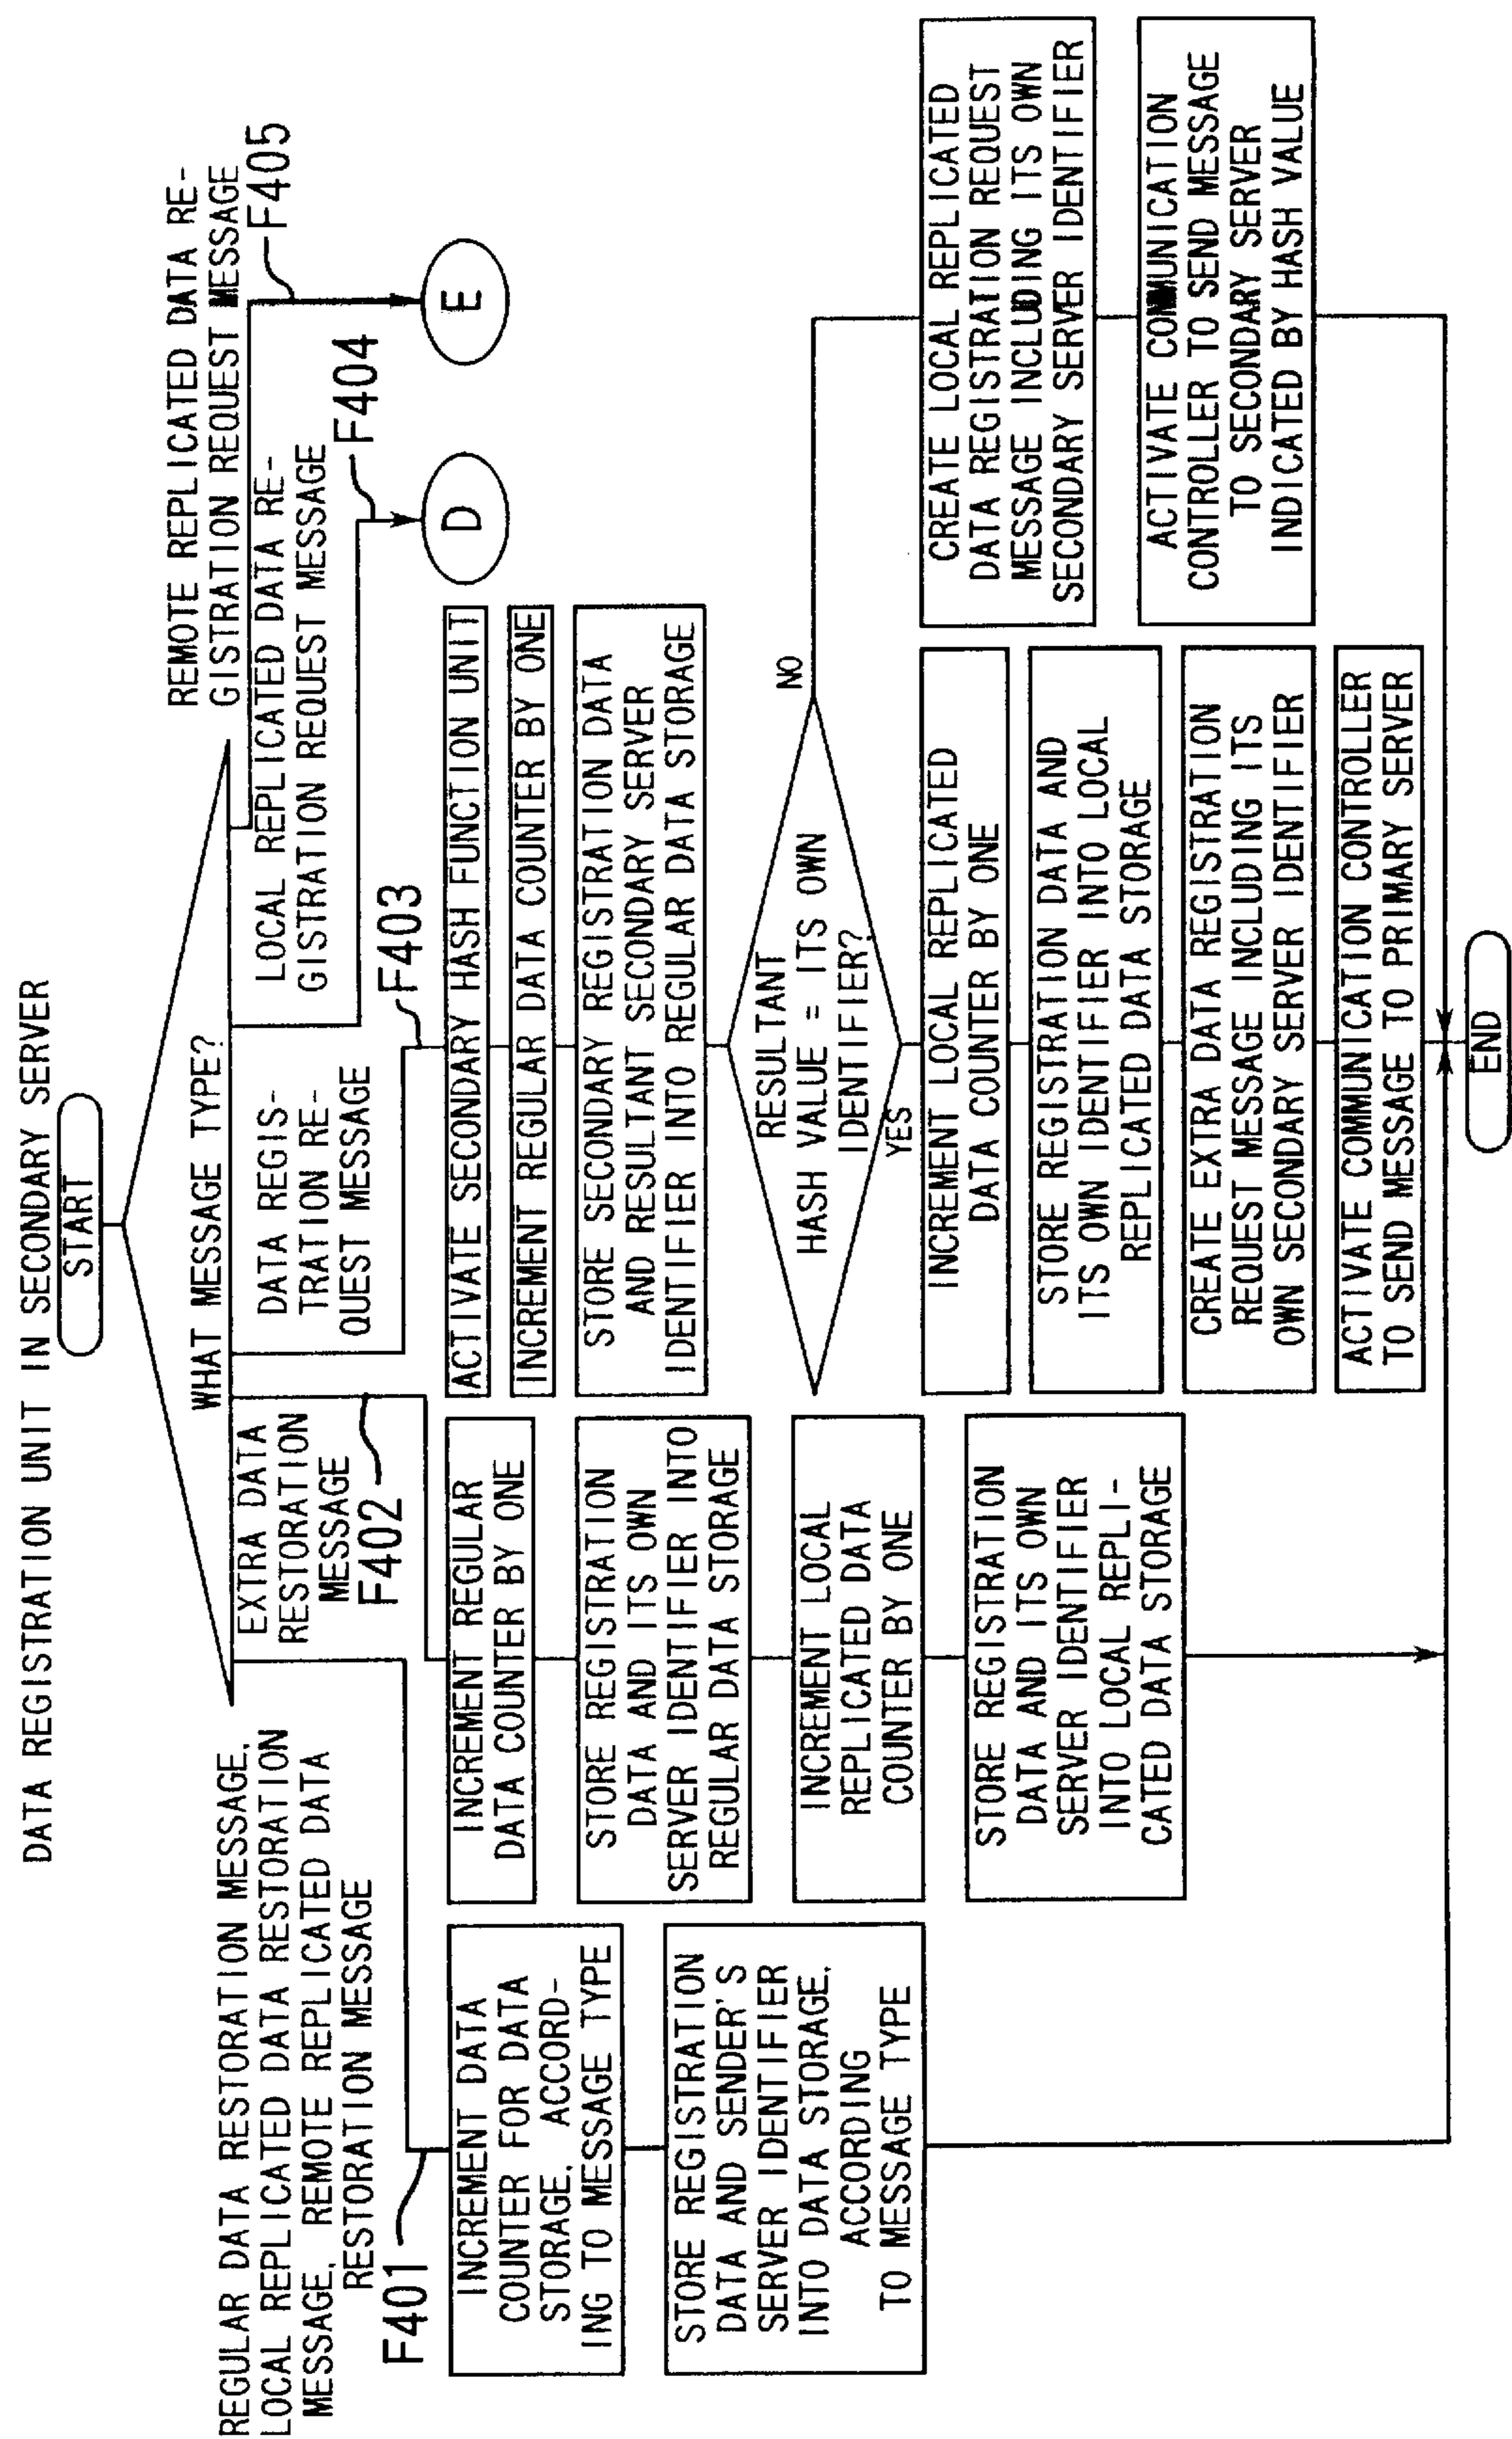 DATA REGISTRATION UNIT IN SECONDARY SERVER
START
WHAT MESSAGE TYPE?
REGULAR DATA RESTORATION MESSAGE,
LOCAL REPLICATED DATA RESTORATION
MESSAGE, REMOTE REPLICATED DATA
RESTORATION MESSAGE
F401
INCREMENT DATA
COUNTER FOR DATA
STORAGE, ACCORD-
ING TO MESSAGE TYPE
STORE REGISTRATION
DATA AND SENDER'S
SERVER IDENTIFIER
INTO DATA STORAGE,
ACCORDING
TO MESSAGE TYPE
EXTRA DATA
RESTORATION
MESSAGE
F402
INCREMENT REGULAR
DATA COUNTER BY ONE
STORE REGISTRATION
DATA AND ITS OWN
SERVER IDENTIFIER INTO
REGULAR DATA STORAGE
INCREMENT LOCAL
REPLICATED DATA
COUNTER BY ONE
STORE REGISTRATION
DATA AND ITS OWN
SERVER IDENTIFIER
INTO LOCAL REPLI-
CATED DATA STORAGE
DATA REGIS-
TRATION RE-
QUEST MESSAGE
F403
ACTIVATE SECONDARY HASH FUNCTION UNIT
INCREMENT REGULAR DATA COUNTER BY ONE
STORE SECONDARY REGISTRATION DATA
AND RESULTANT SECONDARY SERVER
IDENTIFIER INTO REGULAR DATA STORAGE
RESULTANT
HASH VALUE = ITS OWN
IDENTIFIER?
YES
NO
INCREMENT LOCAL REPLICATED
DATA COUNTER BY ONE
STORE REGISTRATION DATA AND
ITS OWN IDENTIFIER INTO LOCAL
REPLICATED DATA STORAGE
CREATE EXTRA DATA REGISTRATION
REQUEST MESSAGE INCLUDING ITS
OWN SECONDARY SERVER IDENTIFIER
ACTIVATE COMMUNICATION CONTROLLER
TO SEND MESSAGE TO PRIMARY SERVER
CREATE LOCAL REPLICATED
DATA REGISTRATION REQUEST
MESSAGE INCLUDING ITS OWN
SECONDARY SERVER IDENTIFIER
ACTIVATE COMMUNICATION
CONTROLLER TO SEND MESSAGE
TO SECONDARY SERVER
INDICATED BY HASH VALUE
LOCAL REPLICATED DATA RE-
GISTRATION REQUEST MESSAGE
F404
D
REMOTE REPLICATED DATA RE-
GISTRATION REQUEST MESSAGE
F405
E
END